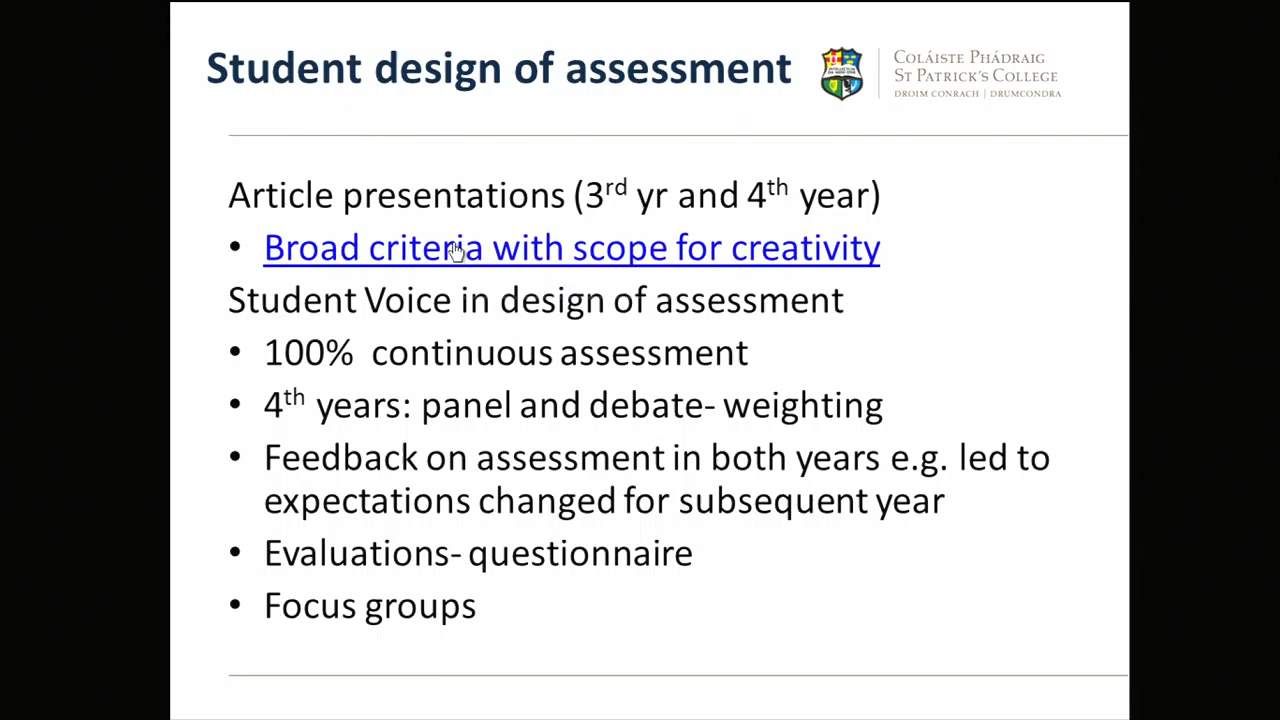 Student design of assessment
COLÁISTE PHÁDRAIG
ST PATRICK'S COLLEGE
DROIM CONRACH | DRUMCONDRA
Article presentations (3rd yr and 4th year)
• Broad criteria with scope for creativity
Student Voice in design of assessment
• 100% continuous assessment
• 4th years: panel and debate- weighting
• Feedback on assessment in both years e.g. led to
expectations changed for subsequent year
• Evaluations- questionnaire
• Focus groups